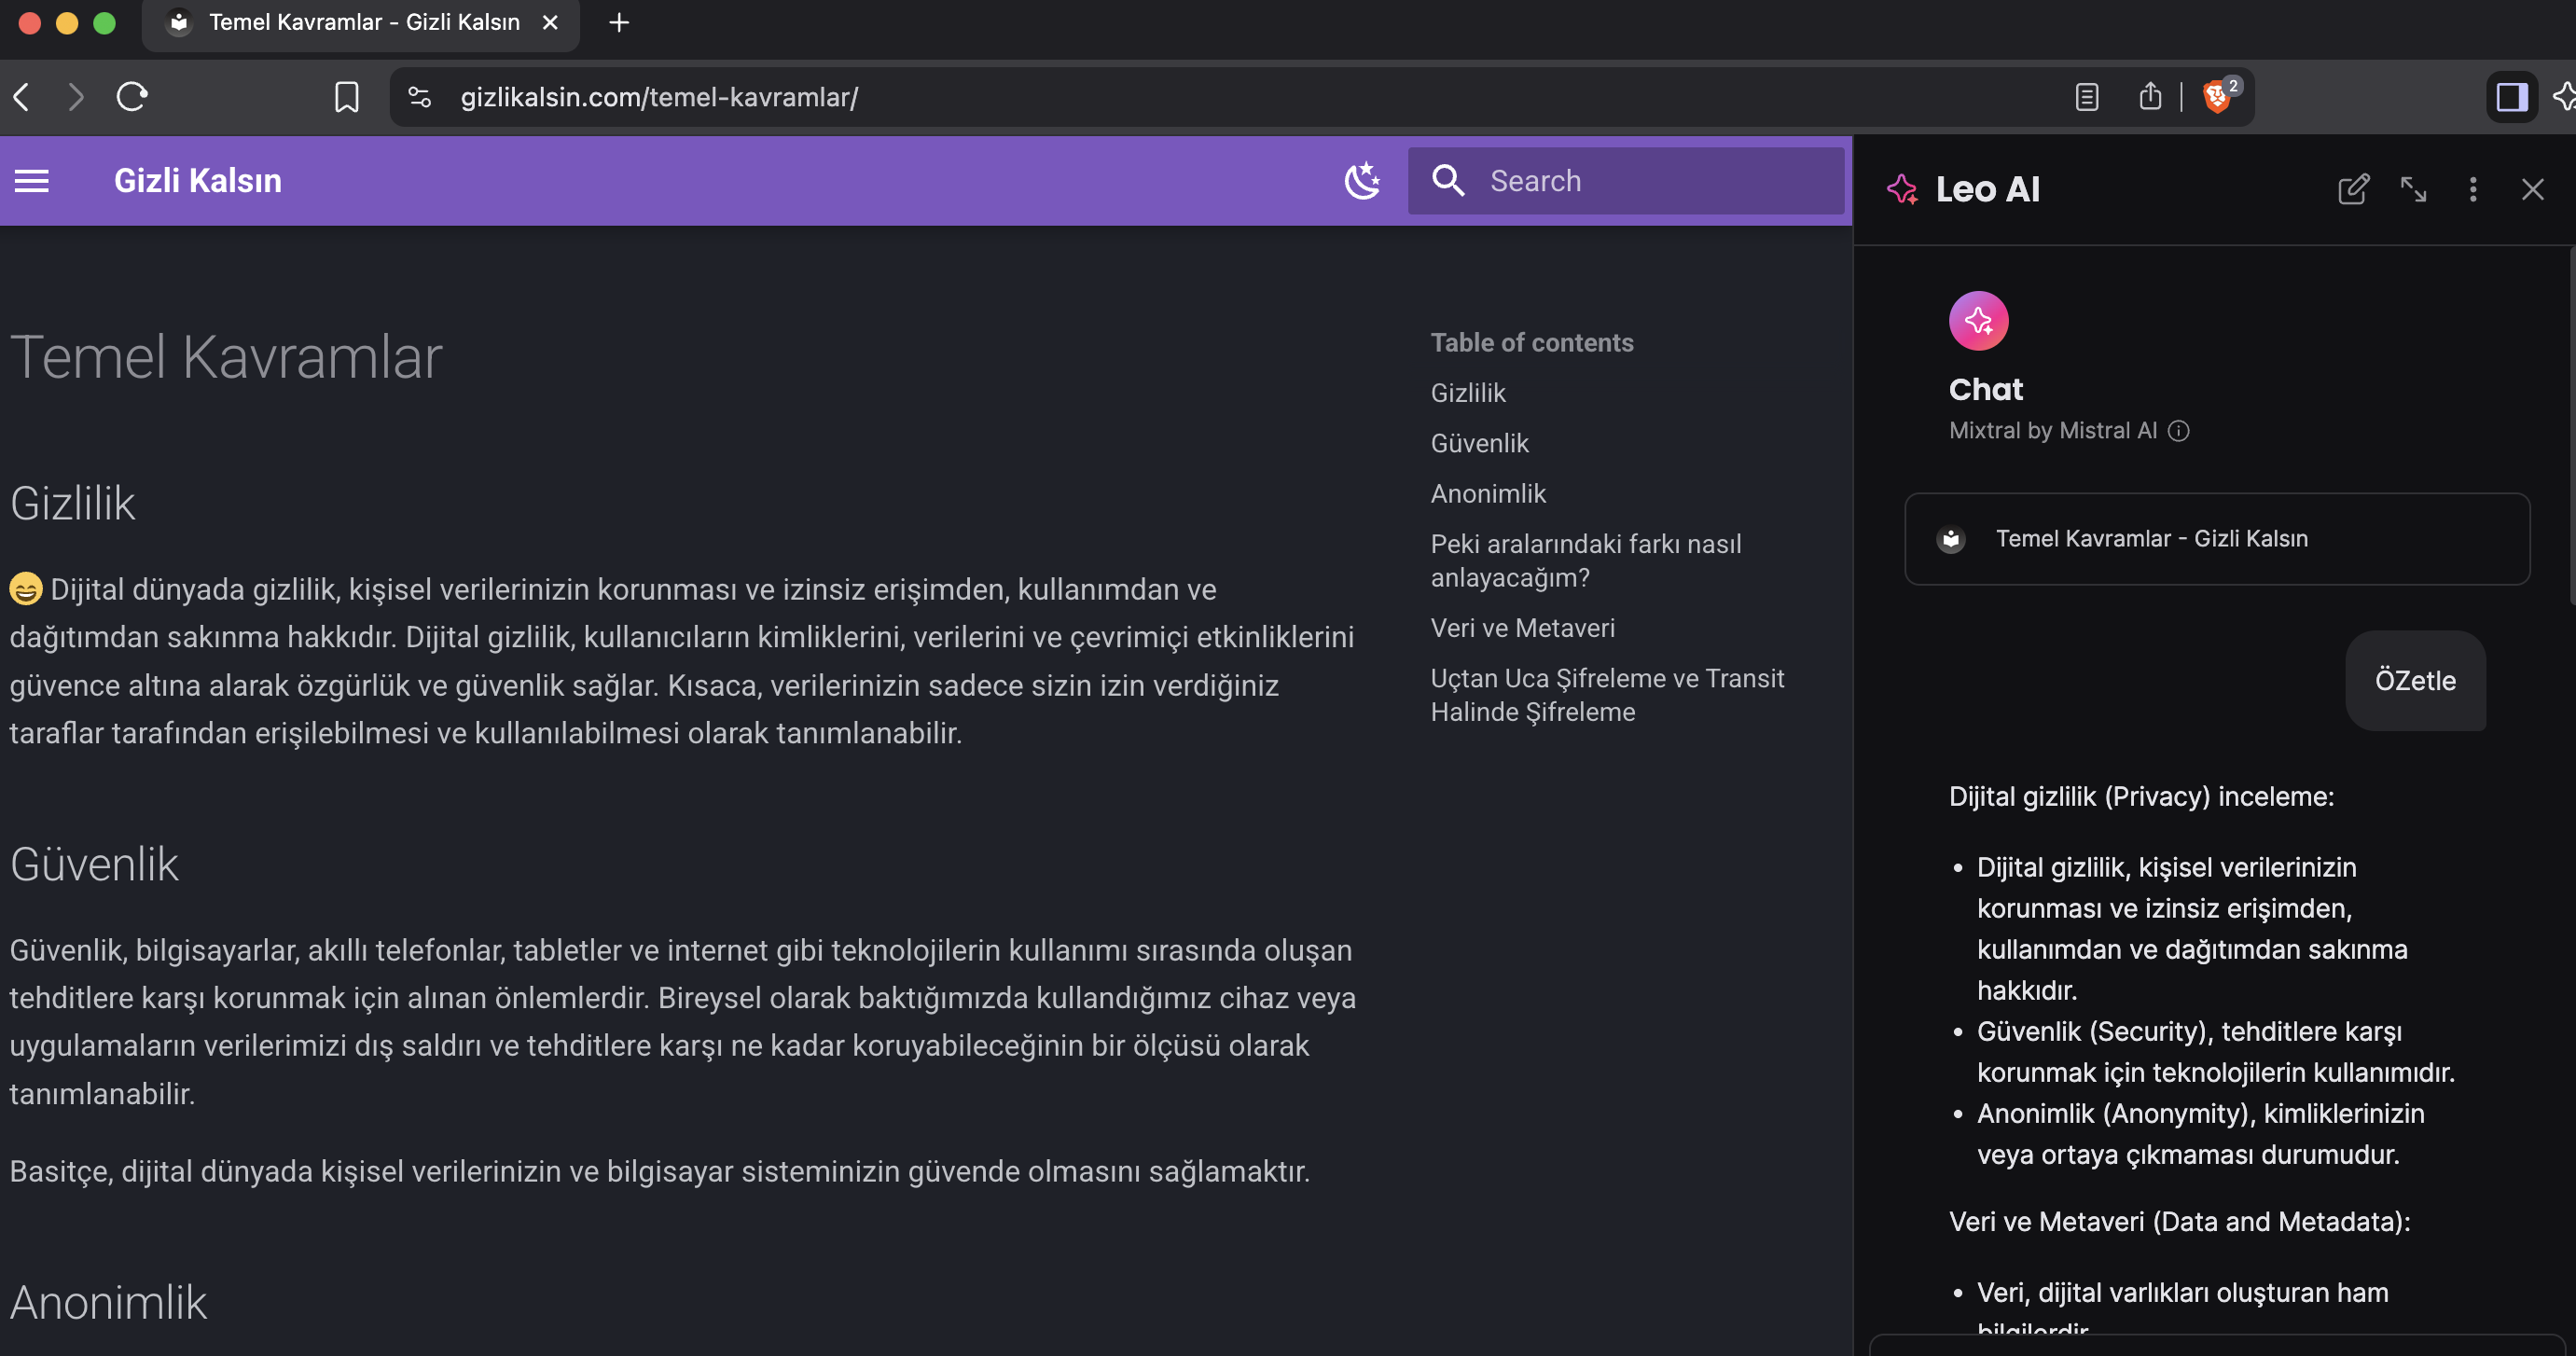 Temel Kavramlar - Gizli Kalsın
gizlikalsin.com/temel-kavramlar/
2
Gizli Kalsın
Search
Temel Kavramlar
Gizlilik
😄 Dijital dünyada gizlilik, kişisel verilerinizin korunması ve izinsiz erişimden, kullanımdan ve
dağıtımdan sakınma hakkıdır. Dijital gizlilik, kullanıcıların kimliklerini, verilerini ve çevrimiçi etkinliklerini
güvence altına alarak özgürlük ve güvenlik sağlar. Kısaca, verilerinizin sadece sizin izin verdiğiniz
taraflar tarafından erişilebilmesi ve kullanılabilmesi olarak tanımlanabilir.
Güvenlik
Güvenlik, bilgisayarlar, akıllı telefonlar, tabletler ve internet gibi teknolojilerin kullanımı sırasında oluşan
tehditlere karşı korunmak için alınan önlemlerdir. Bireysel olarak baktığımızda kullandığımız cihaz veya
uygulamaların verilerimizi dış saldırı ve tehditlere karşı ne kadar koruyabileceğinin bir ölçüsü olarak
tanımlanabilir.
Basitçe, dijital dünyada kişisel verilerinizin ve bilgisayar sisteminizin güvende olmasını sağlamaktır.
Anonimlik
Table of contents
Gizlilik
Güvenlik
Anonimlik
Peki aralarındaki farkı nasıl
anlayacağım?
Veri ve Metaveri
Uçtan Uca Şifreleme ve Transit
Halinde Şifreleme
Leo AI
Chat
Mixtral by Mistral AI
Temel Kavramlar - Gizli Kalsın
ÖZetle
Dijital gizlilik (Privacy) inceleme:
• Dijital gizlilik, kişisel verilerinizin
korunması ve izinsiz erişimden,
kullanımdan ve dağıtımdan sakınma
hakkıdır.
• Güvenlik (Security), tehditlere karşı
korunmak için teknolojilerin kullanımıdır.
• Anonimlik (Anonymity), kimliklerinizin
veya ortaya çıkmaması durumudur.
Veri ve Metaveri (Data and Metadata):
• Veri, dijital varlıkları oluşturan ham
bilgilerdir